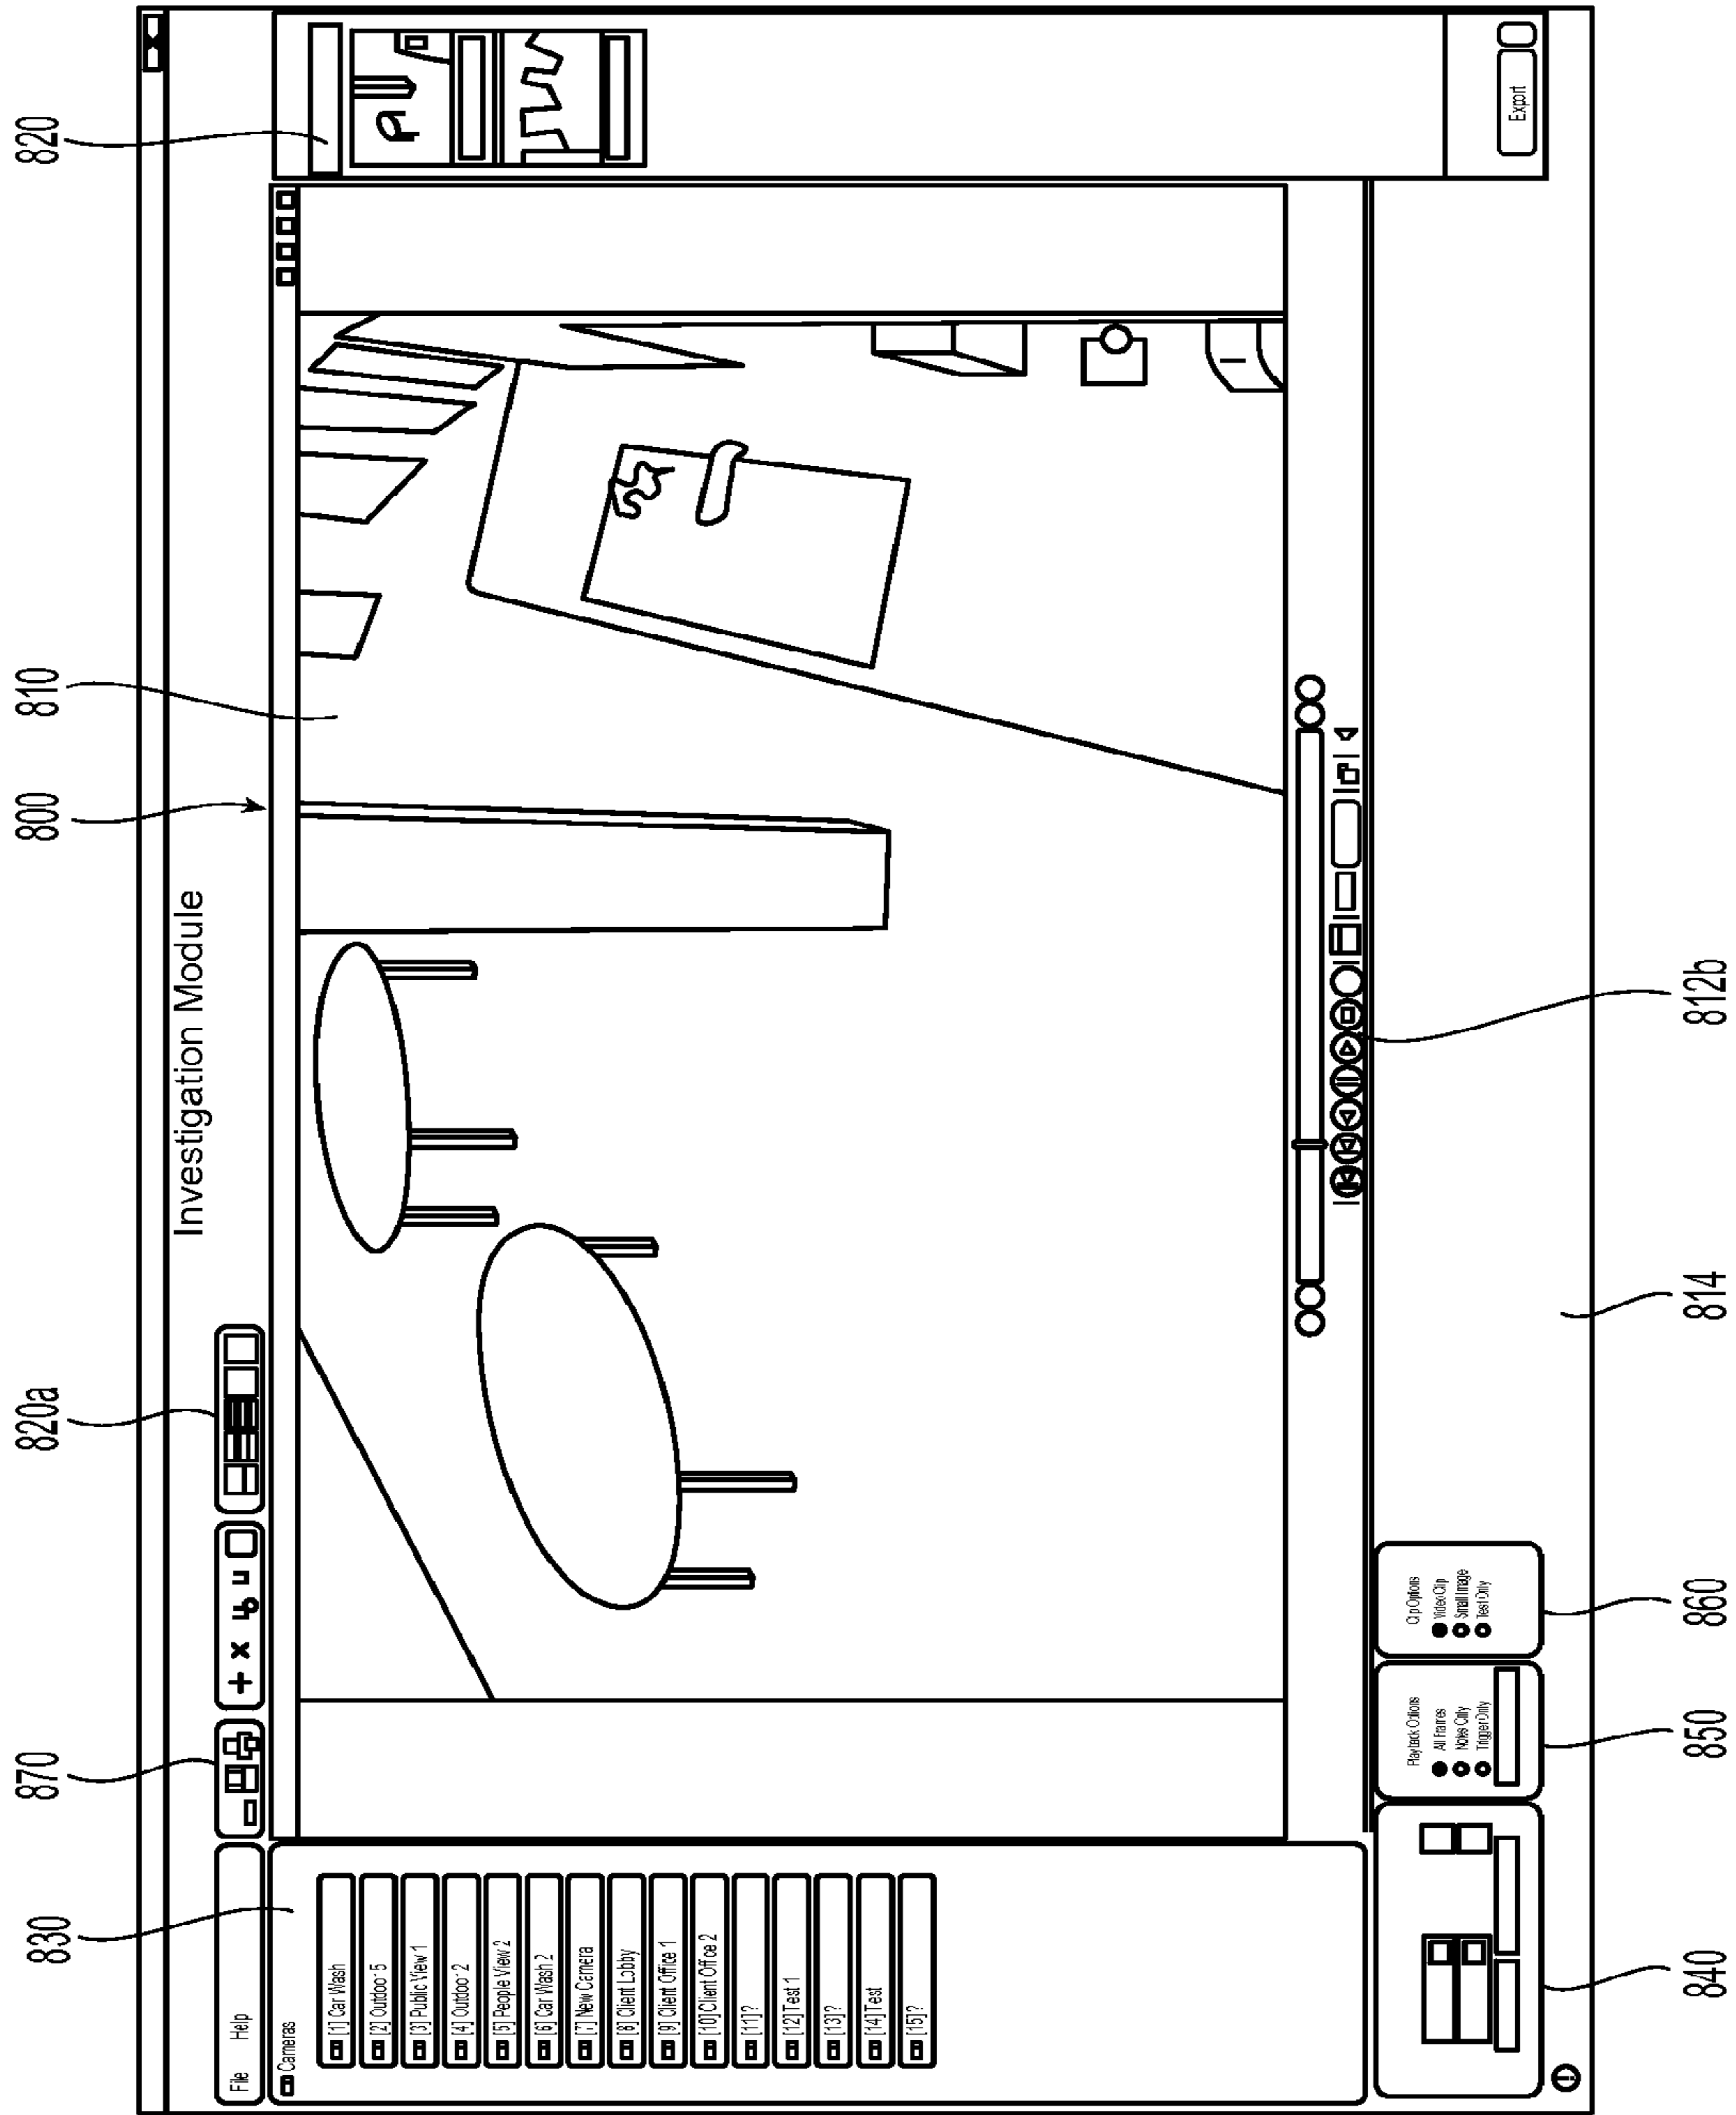 Investigation Module
File Help
Cameras
[1] Car Wash
[2] Outdoor 5
[3] Public View 1
[4] Outdoor 2
[5] People View 2
[6] Car Wash 2
[7] New Camera
[8] Client Lobby
[9] Client Office 1
[10] Client Office 2
[11] ?
[12] Test 1
[13] ?
[14] Test
[15] ?
Playback Options
All Frames
Notes Only
Trigger Only
Clip Options
Video Clip
Small Image
Test Only
Export
830
870
820a
800
810
820
840
850
860
814
812b